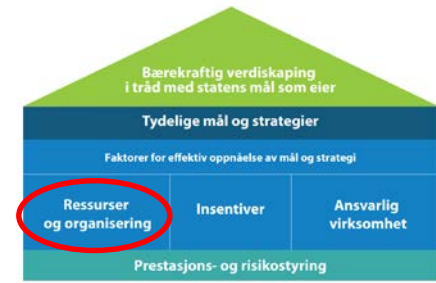 Bærekraftig verdiskaping
i tråd med statens mål som eier
Tydelige mål og strategier
Faktorer for effektiv oppnåelse av mål og strategi
Ressurser
og organisering
Insentiver
Ansvarlig
virksomhet
Prestasjons- og risikostyring